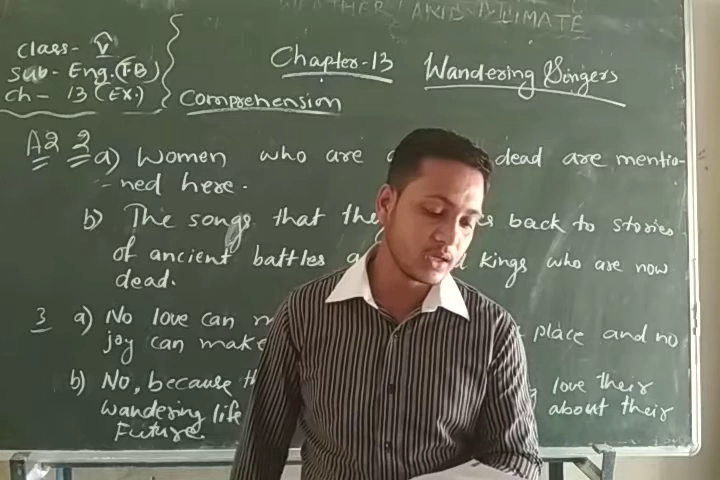 WEATHER AND CLIMATE
Class- V
Sub- Eng. (FB)
Ch- 13 (EX.)
Chapter-13 Wandering Singers
Comprehension
A2 2 a) Women who are dead are mentio-
-ned here.
b) The songs that the back to stories
of ancient battles kings who are now
dead.
3 a) No love can place and no
joy can make
b) No, because love their
wandering life about their
Future.